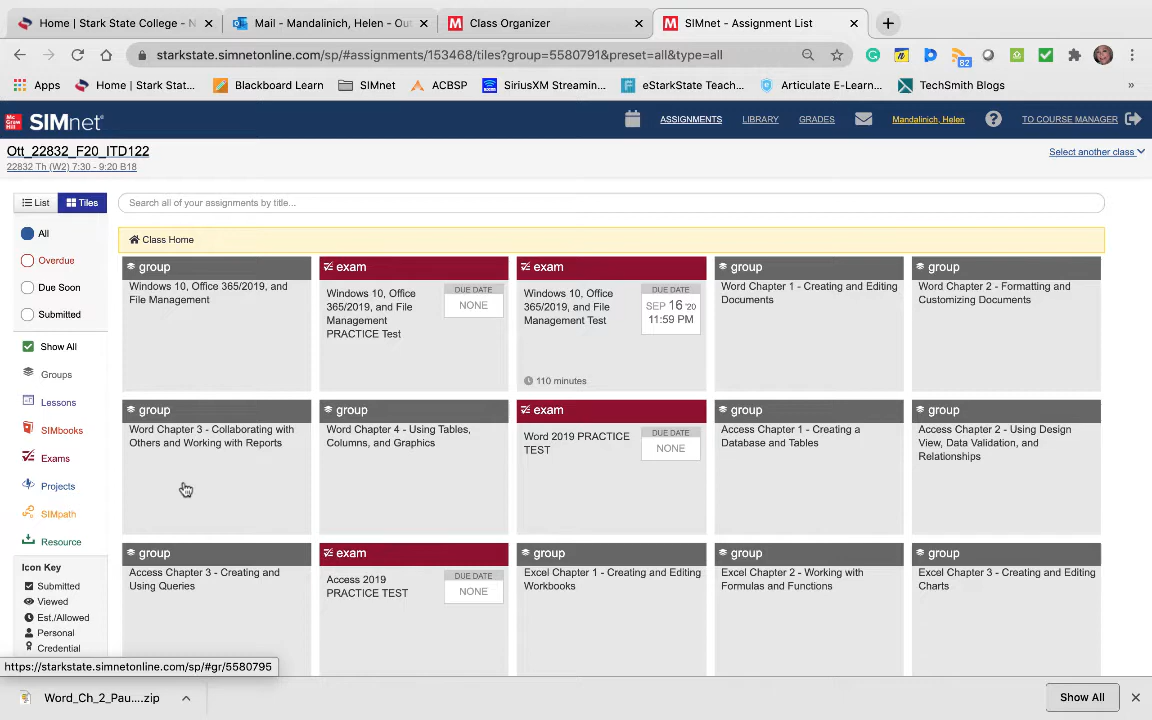 Home | Stark State College - N
Mail - Mandalinich, Helen - Ou
Class Organizer
SIMnet - Assignment List
starkstate.simnetonline.com/sp/#assignments/153468/tiles?group=5580791&preset=all&type=all
82
Apps
Home | Stark Stat...
Blackboard Learn
SIMnet
ACBSP
SiriusXM Streamin...
eStarkState Teach...
Articulate E-Learn...
TechSmith Blogs
»
Mc Graw Hill
SIMnet
ASSIGNMENTS
LIBRARY
GRADES
Mandalinich, Helen
TO COURSE MANAGER
Ott_22832_F20_ITD122
22832 Th (W2) 7:30 - 9:20 B18
Select another class
List
Tiles
Search all of your assignments by title...
All
Overdue
Due Soon
Submitted
Show All
Groups
Lessons
SIMbooks
Exams
Projects
SIMpath
Resource
Icon Key
Submitted
Viewed
Est./Allowed
Personal
Credential
Class Home
group
Windows 10, Office 365/2019, and
File Management
exam
Windows 10, Office
365/2019, and File
Management
PRACTICE Test
DUE DATE
NONE
exam
Windows 10, Office
365/2019, and File
Management Test
DUE DATE
SEP 16 '20
11:59 PM
110 minutes
group
Word Chapter 1 - Creating and Editing
Documents
group
Word Chapter 2 - Formatting and
Customizing Documents
group
Word Chapter 3 - Collaborating with
Others and Working with Reports
group
Word Chapter 4 - Using Tables,
Columns, and Graphics
exam
Word 2019 PRACTICE
TEST
DUE DATE
NONE
group
Access Chapter 1 - Creating a
Database and Tables
group
Access Chapter 2 - Using Design
View, Data Validation, and
Relationships
group
Access Chapter 3 - Creating and
Using Queries
exam
Access 2019
PRACTICE TEST
DUE DATE
NONE
group
Excel Chapter 1 - Creating and Editing
Workbooks
group
Excel Chapter 2 - Working with
Formulas and Functions
group
Excel Chapter 3 - Creating and Editing
Charts
https://starkstate.simnetonline.com/sp/#gr/5580795
Word_Ch_2_Pau....zip
Show All